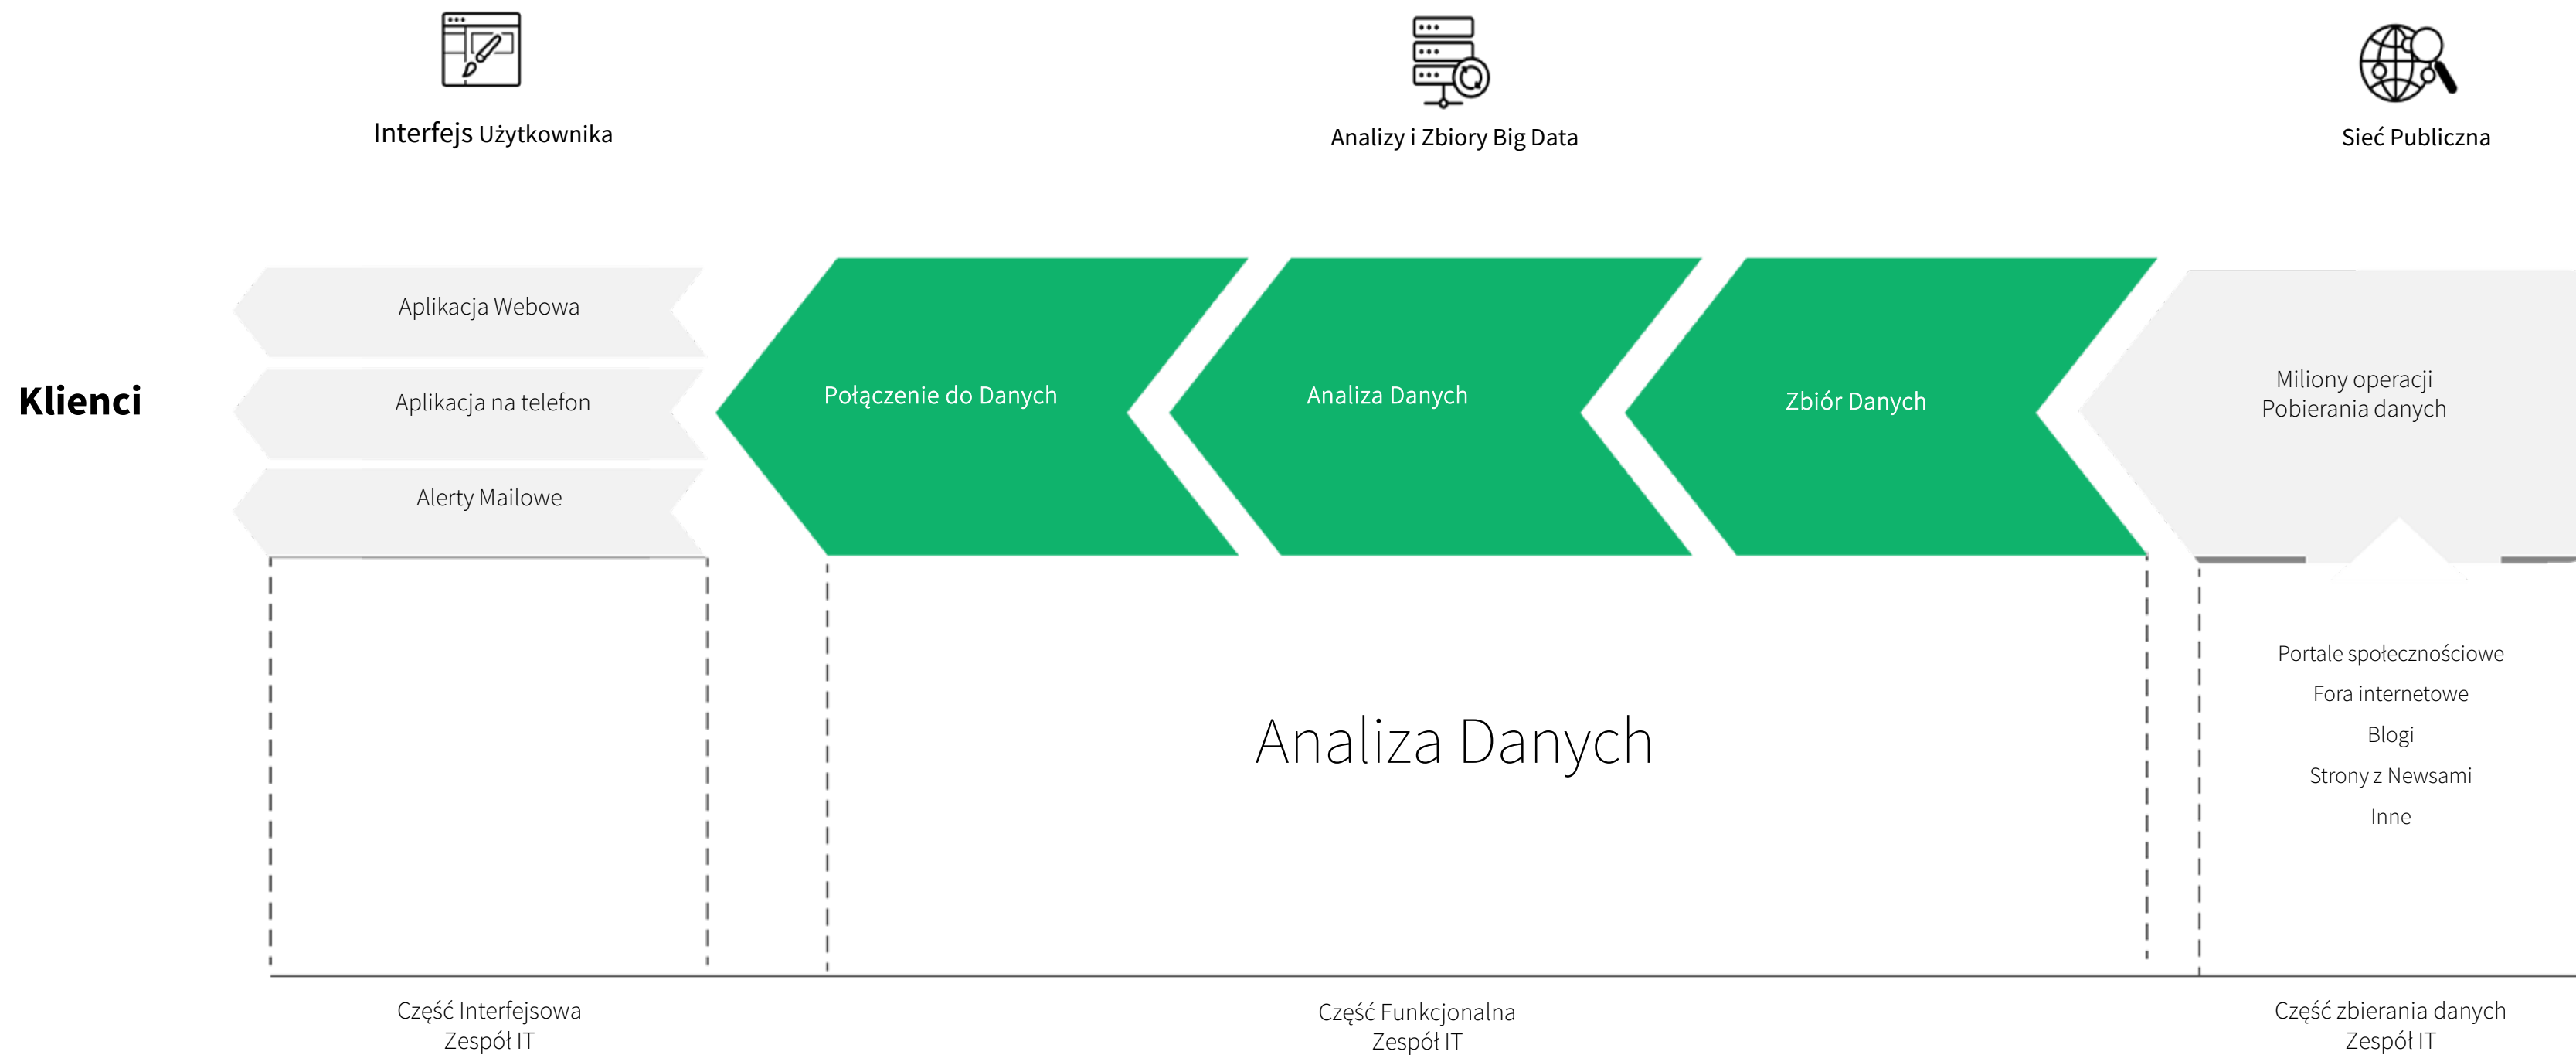 Interfejs Użytkownika
Analizy i Zbiory Big Data
Sieć Publiczna
Klienci
Aplikacja Webowa
Aplikacja na telefon
Alerty Mailowe
Połączenie do Danych
Analiza Danych
Zbiór Danych
Miliony operacji
Pobierania danych
Analiza Danych
Portale społecznościowe
Fora internetowe
Blogi
Strony z Newsami
Inne
Część Interfejsowa
Zespół IT
Część Funkcjonalna
Zespół IT
Część zbierania danych
Zespół IT